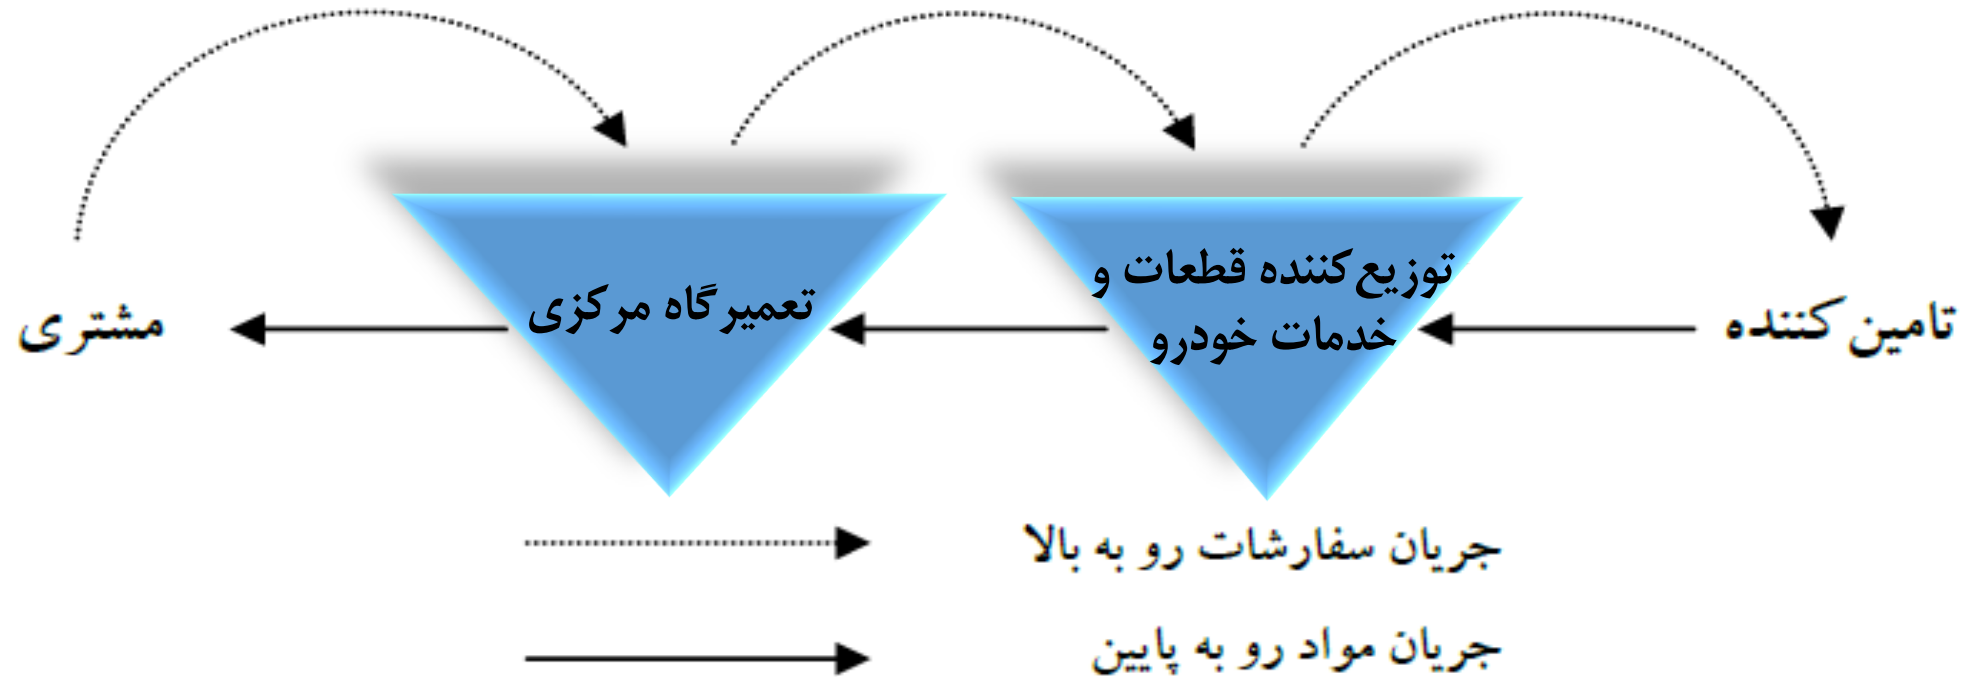 توزیع‌کننده قطعات و
خدمات خودرو
تعمیرگاه مرکزی
تامین‌کننده
مشتری
جریان سفارشات رو به بالا
جریان مواد رو به پایین